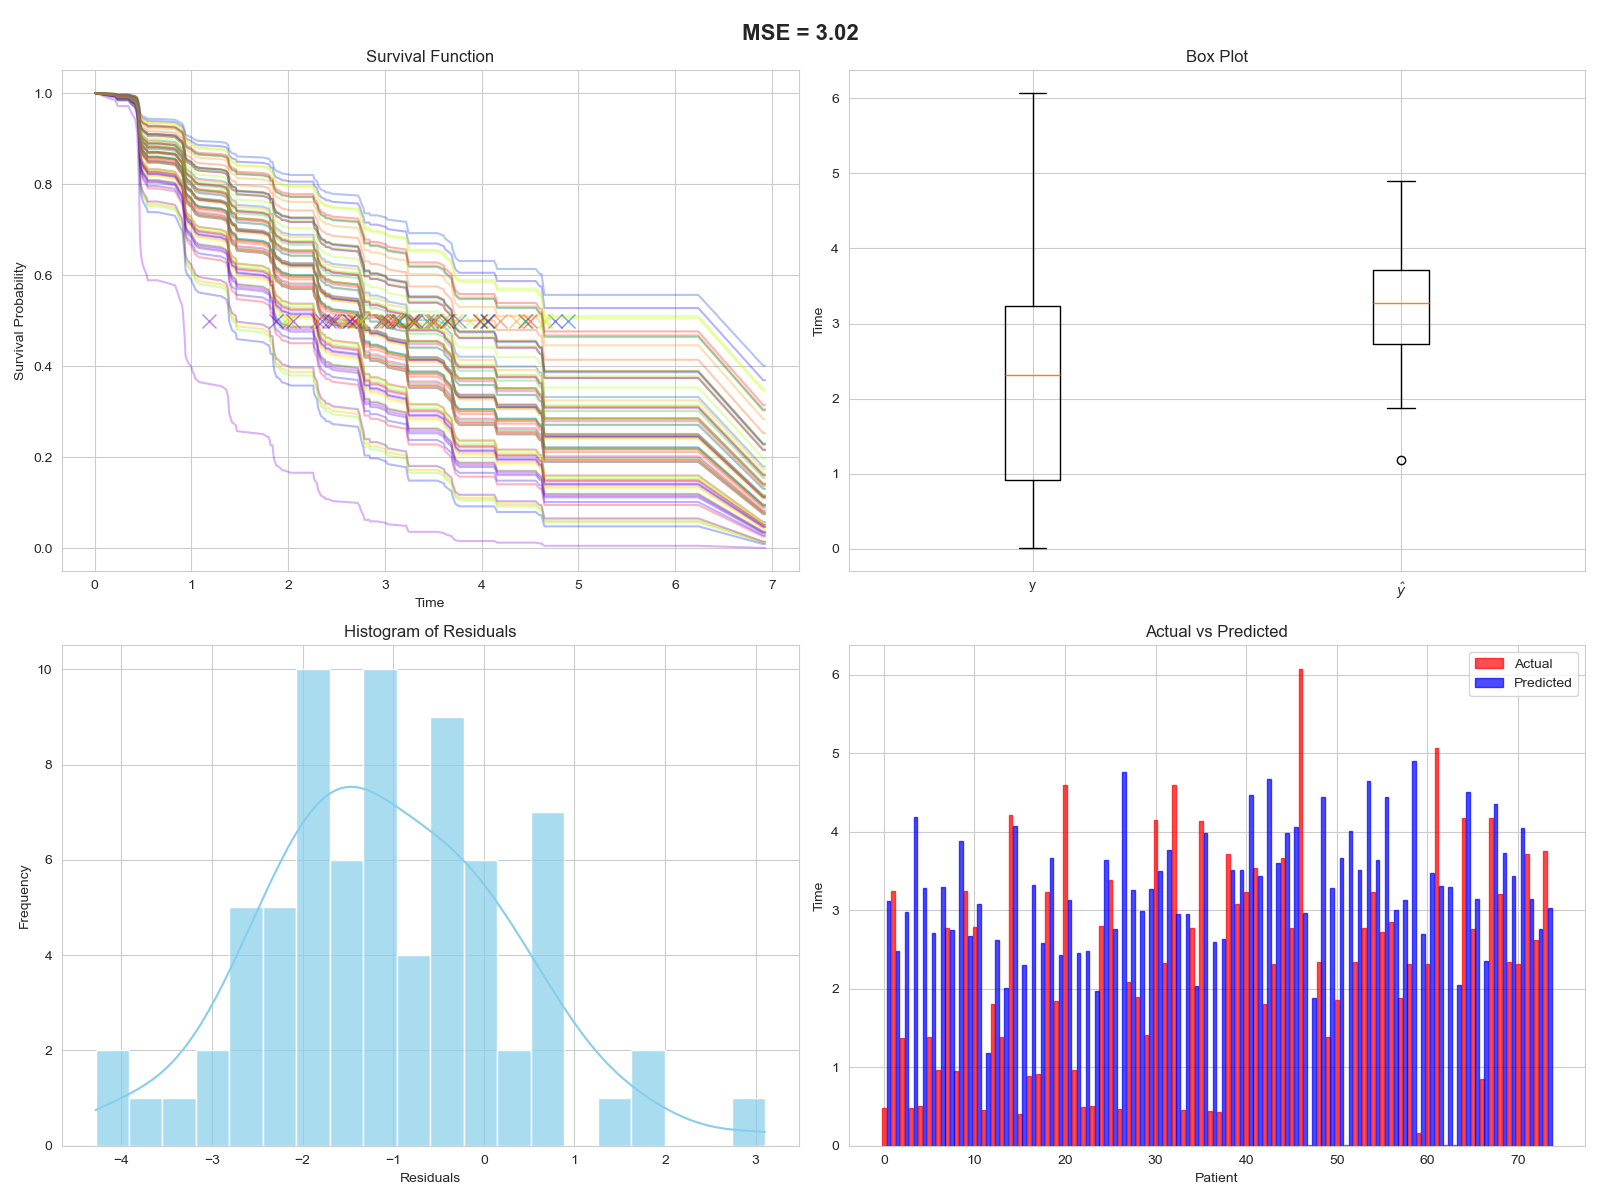 MSE = 3.02
Survival Function
Survival Probability
1.0
0.8
0.6
0.4
0.2
0.0
0 1 2 3 4 5 6 7
Time
Box Plot
Time
6
5
4
3
2
1
0
y
ŷ
Histogram of Residuals
Frequency
10
8
6
4
2
0
−4 −3 −2 −1 0 1 2 3
Residuals
Actual vs Predicted
Actual
Predicted
Time
6
5
4
3
2
1
0
0 10 20 30 40 50 60 70
Patient